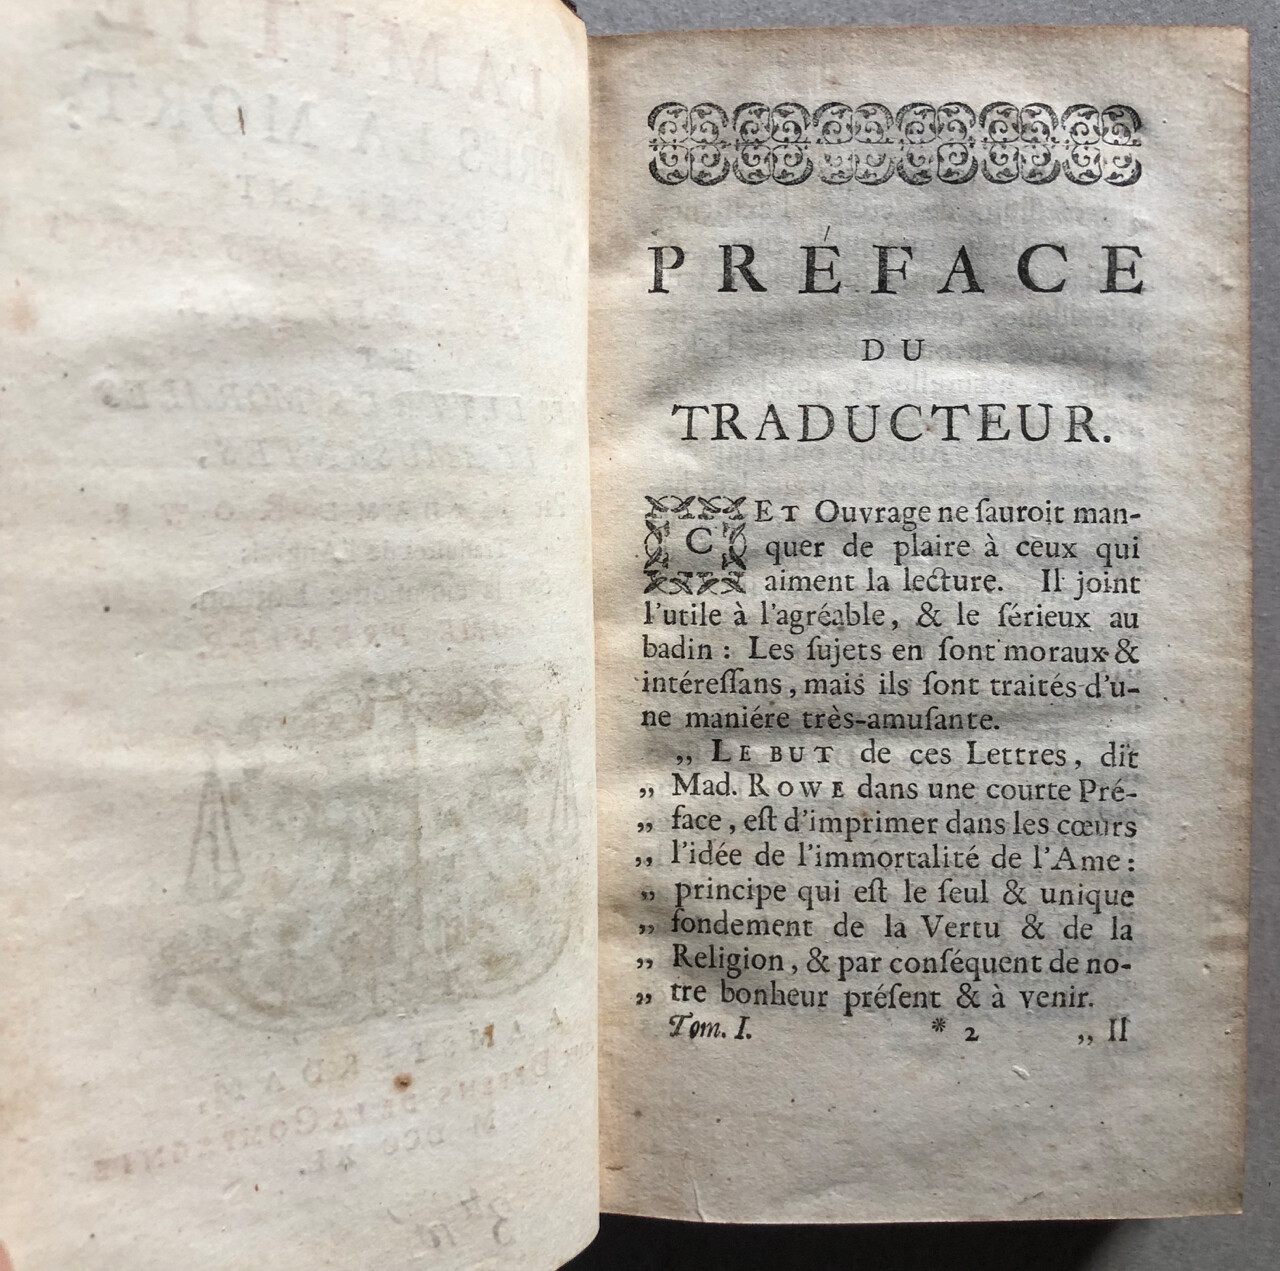 PRÉFACE
DU
TRADUCTEUR.
CET Ouvrage ne ſauroit man-
quer de plaire à ceux qui
aiment la lecture. Il joint
l'utile à l'agréable, & le ſérieux au
badin : Les ſujets en ſont moraux &
intéreſſans, mais ils ſont traités d'u-
ne maniére très-amuſante.
„ LE BUT de ces Lettres, dit
„ Mad. ROWE dans une courte Pré-
„ face, eſt d'imprimer dans les cœurs
„ l'idée de l'immortalité de l'Ame :
„ principe qui eſt le ſeul & unique
„ fondement de la Vertu & de la
„ Religion, & par conſéquent de no-
„ tre bonheur préſent & à venir.
Tom. I. * 2 „ Il